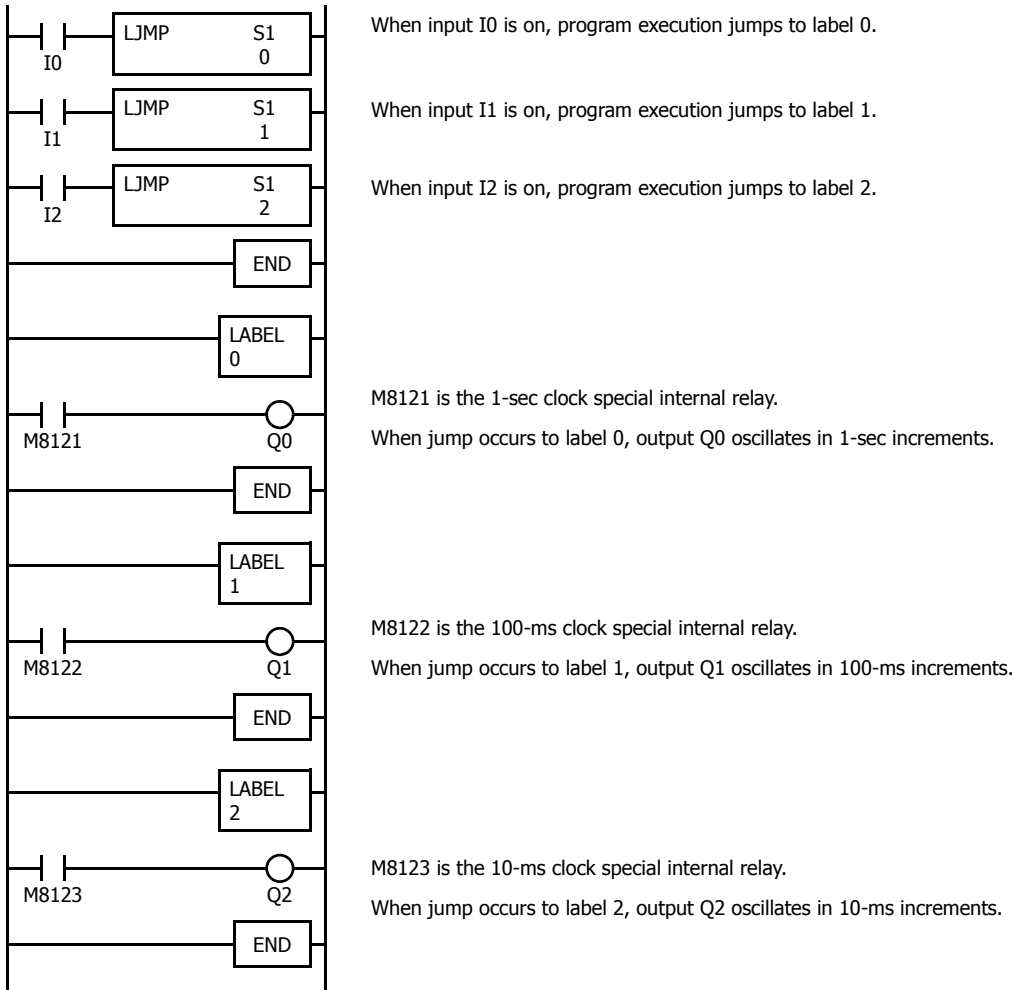 LJMP S1
0
I0
When input I0 is on, program execution jumps to label 0.
LJMP S1
1
I1
When input I1 is on, program execution jumps to label 1.
LJMP S1
2
I2
When input I2 is on, program execution jumps to label 2.
END
LABEL
0
M8121 is the 1-sec clock special internal relay.
M8121 Q0
When jump occurs to label 0, output Q0 oscillates in 1-sec increments.
END
LABEL
1
M8122 is the 100-ms clock special internal relay.
M8122 Q1
When jump occurs to label 1, output Q1 oscillates in 100-ms increments.
END
LABEL
2
M8123 is the 10-ms clock special internal relay.
M8123 Q2
When jump occurs to label 2, output Q2 oscillates in 10-ms increments.
END